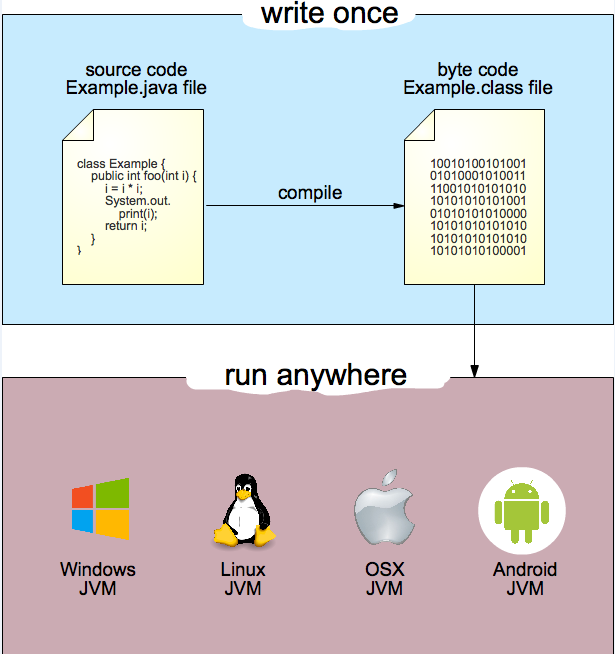 write once
source code
Example.java file
class Example {
public int foo(int i) {
i = i * i;
System.out.
print(i);
return i;
}
}
compile
byte code
Example.class file
10010100101001
01010001010011
11001010101010
10101010101001
01010101010000
10101010101010
10101010101010
10101010100001
run anywhere
Windows
JVM
Linux
JVM
OSX
JVM
Android
JVM